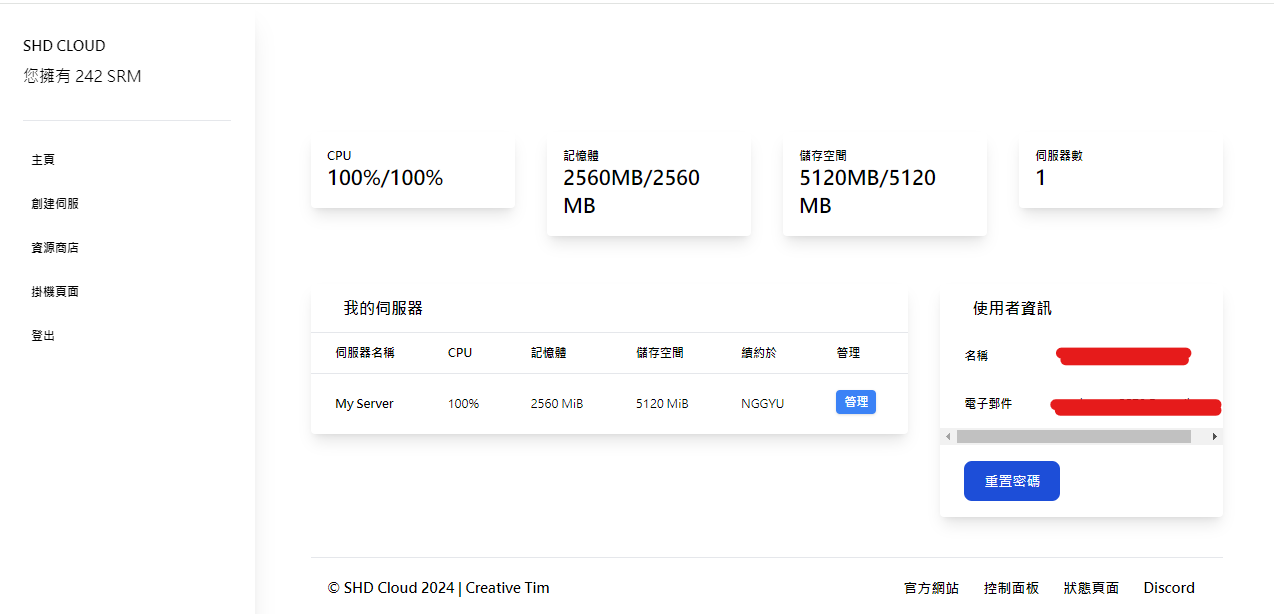 SHD CLOUD
您擁有 242 SRM
主頁
創建伺服
資源商店
掛機頁面
登出
CPU
100%/100%
記憶體
2560MB/2560
MB
儲存空間
5120MB/5120
MB
伺服器數
1
我的伺服器
伺服器名稱 CPU 記憶體 儲存空間 續約於 管理
My Server 100% 2560 MiB 5120 MiB NGGYU 管理
使用者資訊
名稱
電子郵件
重置密碼
© SHD Cloud 2024 | Creative Tim
官方網站 控制面板 狀態頁面 Discord